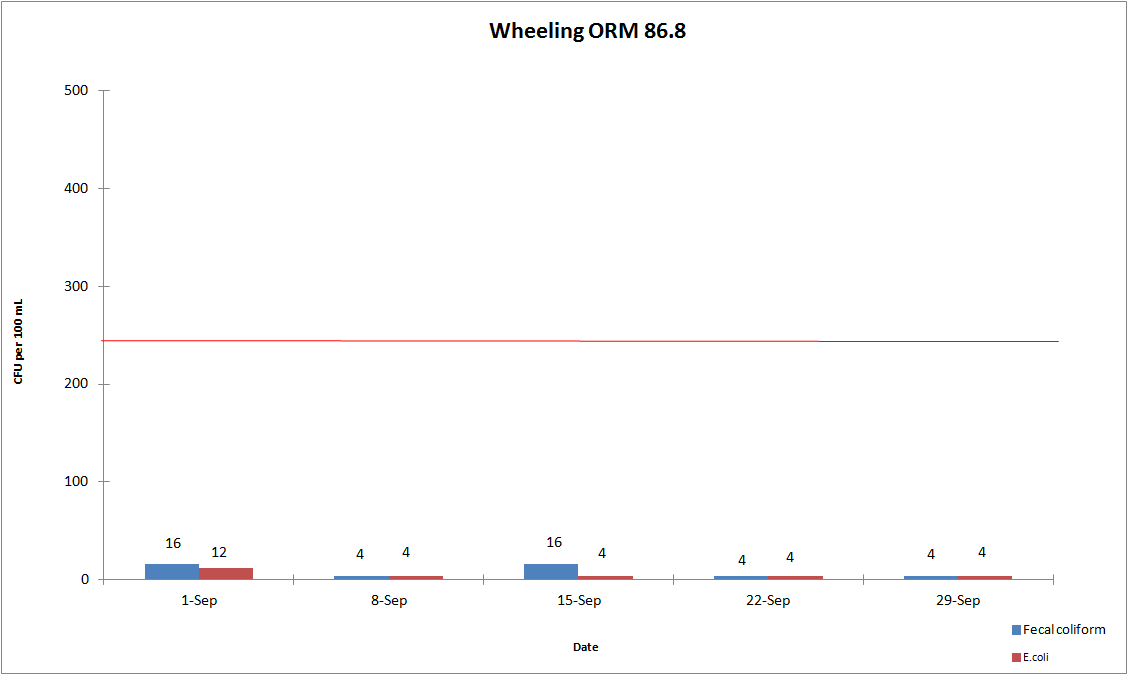 Wheeling ORM 86.8
500
400
300
200
100
0
CFU per 100 mL
16 12 4 4 16 4 4 4 4 4
1-Sep 8-Sep 15-Sep 22-Sep 29-Sep
Date
Fecal coliform
E.coli